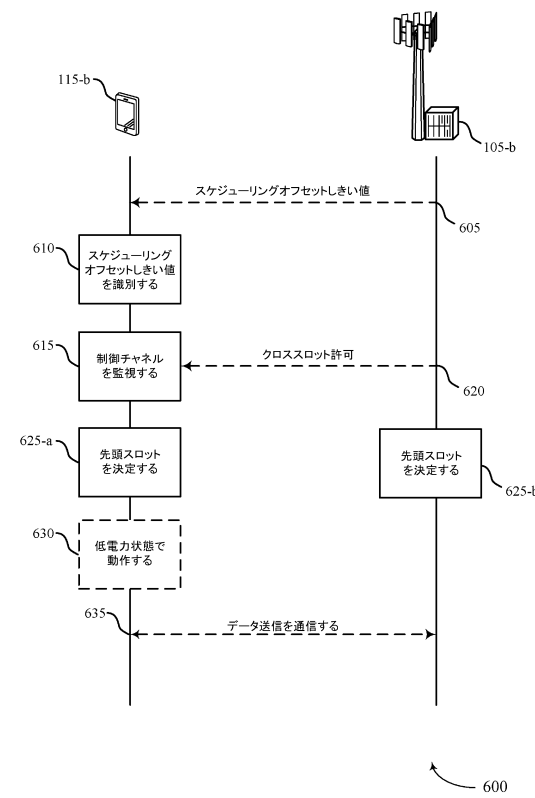 115-b
105-b
スケジューリングオフセットしきい値
605
610
スケジューリング
オフセットしきい値
を識別する
615
制御チャネル
を監視する
クロススロット許可
620
625-a
先頭スロット
を決定する
先頭スロット
を決定する
625-b
630
低電力状態で
動作する
635
データ送信を通信する
600